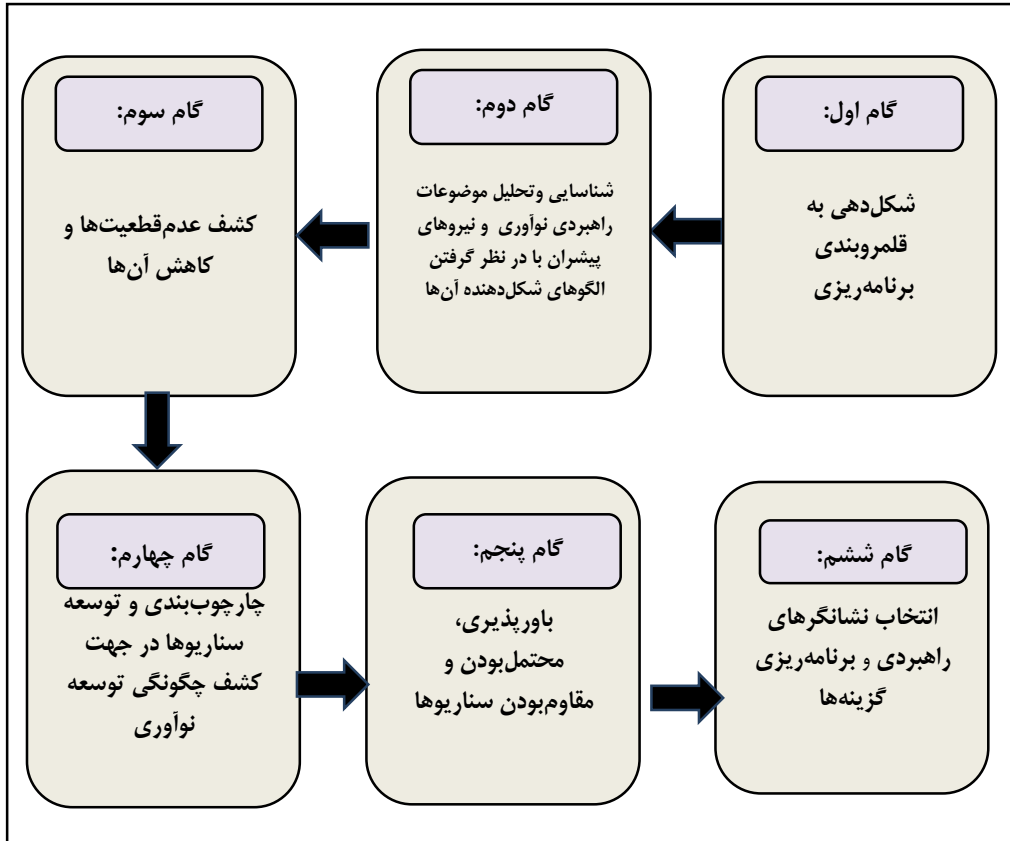 گام اول:
شکل‌دهی به
قلمروبندی
برنامه‌ریزی
گام دوم:
شناسایی وتحلیل موضوعات
راهبردی نوآوری و نیروهای
پیشران با در نظر گرفتن
الگوهای شکل‌دهنده آن‌ها
گام سوم:
کشف عدم‌قطعیت‌ها و
کاهش آن‌ها
گام چهارم:
چارچوب‌بندی و توسعه
سناریوها در جهت
کشف چگونگی توسعه
نوآوری
گام پنجم:
باورپذیری،
محتمل‌بودن و
مقاوم‌بودن سناریوها
گام ششم:
انتخاب نشانگرهای
راهبردی و برنامه‌ریزی
گزینه‌ها